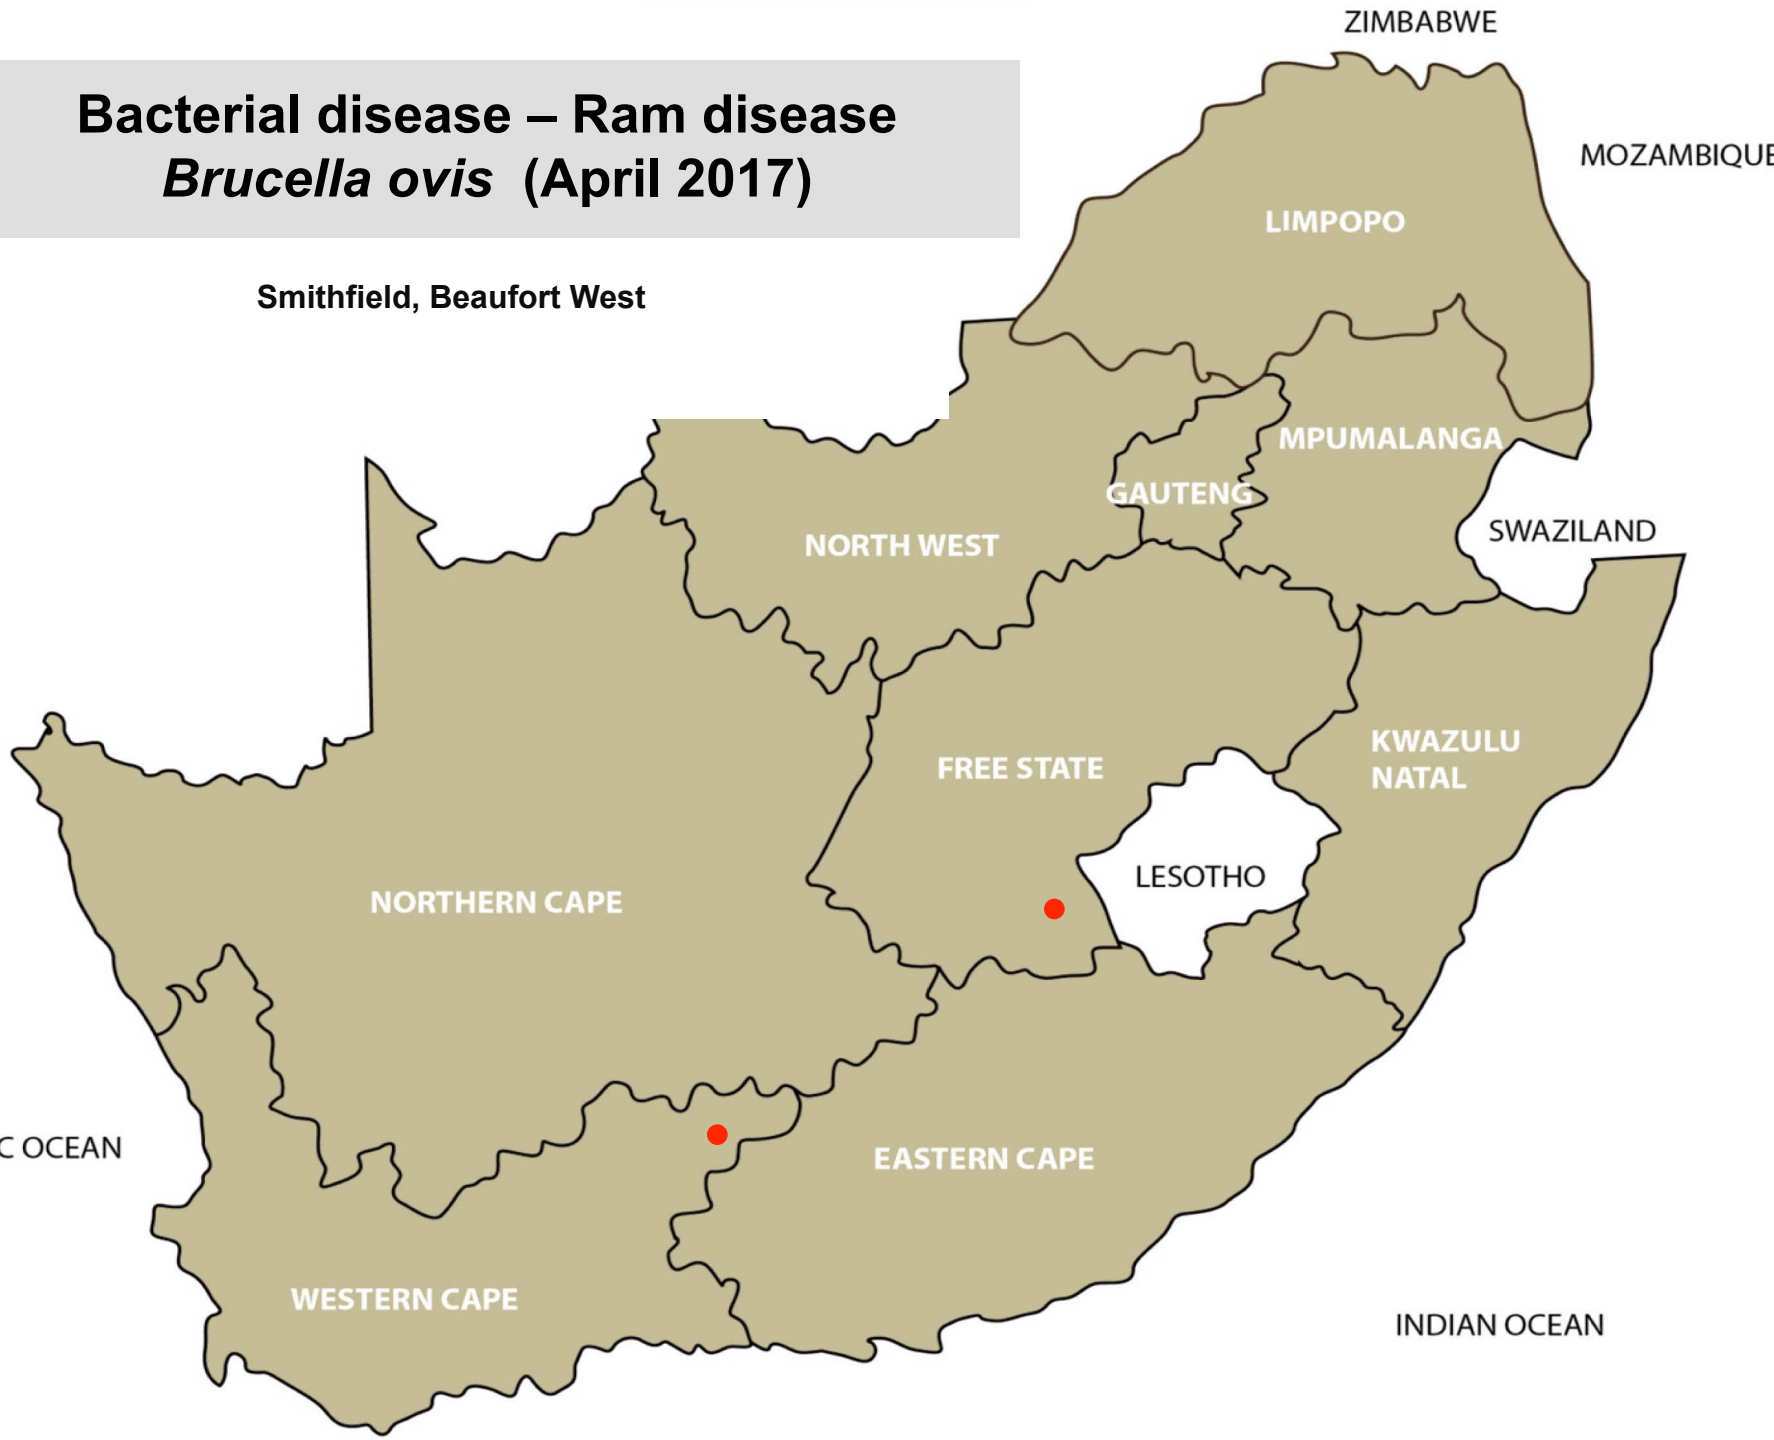 ZIMBABWE
Bacterial disease – Ram disease
Brucella ovis (April 2017)
MOZAMBIQUE
LIMPOPO
Smithfield, Beaufort West
MPUMALANGA
GAUTENG
SWAZILAND
NORTH WEST
KWAZULU
NATAL
FREE STATE
LESOTHO
NORTHERN CAPE
C OCEAN
EASTERN CAPE
WESTERN CAPE
INDIAN OCEAN